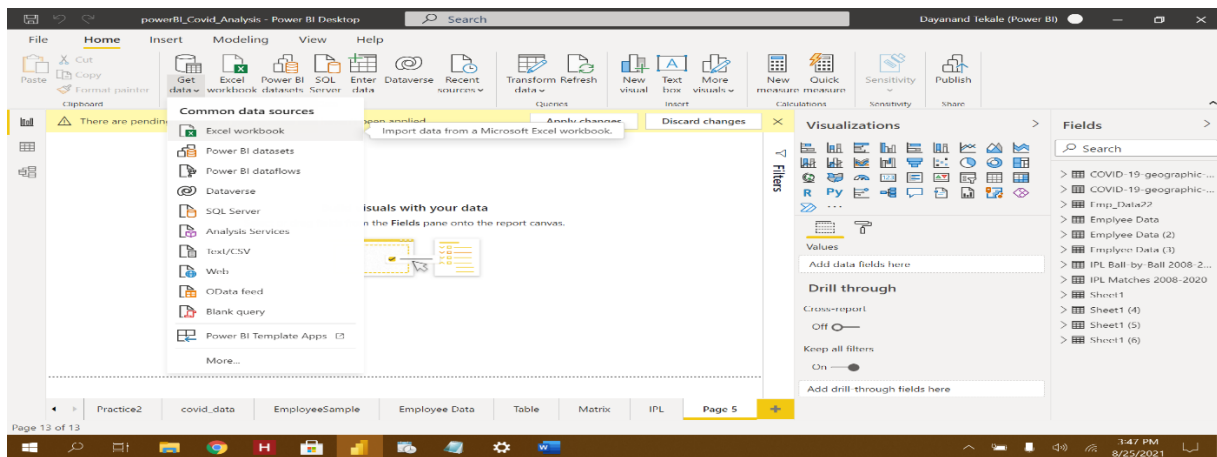 powerBI_Covid_Analysis - Power BI Desktop
Search
Dayanand Tekale (Power BI)
File Home Insert Modeling View Help
Paste
Cut
Copy
Format painter
Clipboard
Get data
Excel workbook
Power BI datasets
SQL Server
Enter data
Dataverse
Recent sources
Transform data
Refresh
Queries
New visual
Text box
More visuals
Insert
New measure
Quick measure
Calculations
Sensitivity
Sensitivity
Publish
Share
There are pendin
been applied.
Apply changes
Discard changes
Common data sources
Excel workbook
Import data from a Microsoft Excel workbook.
Power BI datasets
Power BI dataflows
Dataverse
SQL Server
Analysis Services
Text/CSV
Web
OData feed
Blank query
Power BI Template Apps
More...
isuals with your data
the Fields pane onto the report canvas.
Filters
Visualizations
R Py
123
Values
Add data fields here
Drill through
Cross-report
Off
Keep all filters
On
Add drill-through fields here
Fields
Search
COVID-19-geographic-...
COVID-19-geographic-...
Emp_Data22
Emplyee Data
Emplyee Data (2)
Emplyee Data (3)
IPL Ball-by-Ball 2008-2...
IPL Matches 2008-2020
Sheet1
Sheet1 (4)
Sheet1 (5)
Sheet1 (6)
Practice2 covid_data EmployeeSample Employee Data Table Matrix IPL Page 5
Page 13 of 13
3:47 PM
8/25/2021